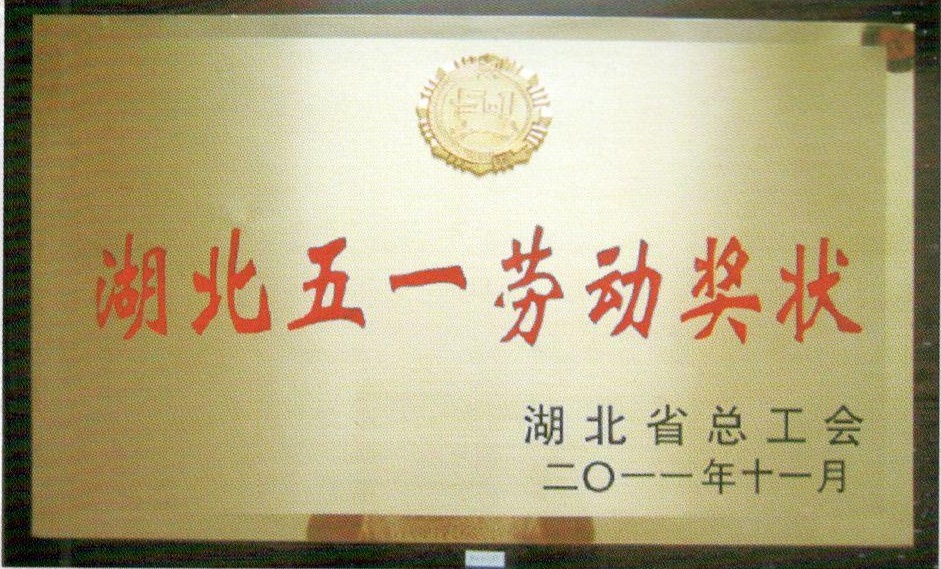 湖北五一劳动奖状
湖北省总工会
二〇一一年十一月